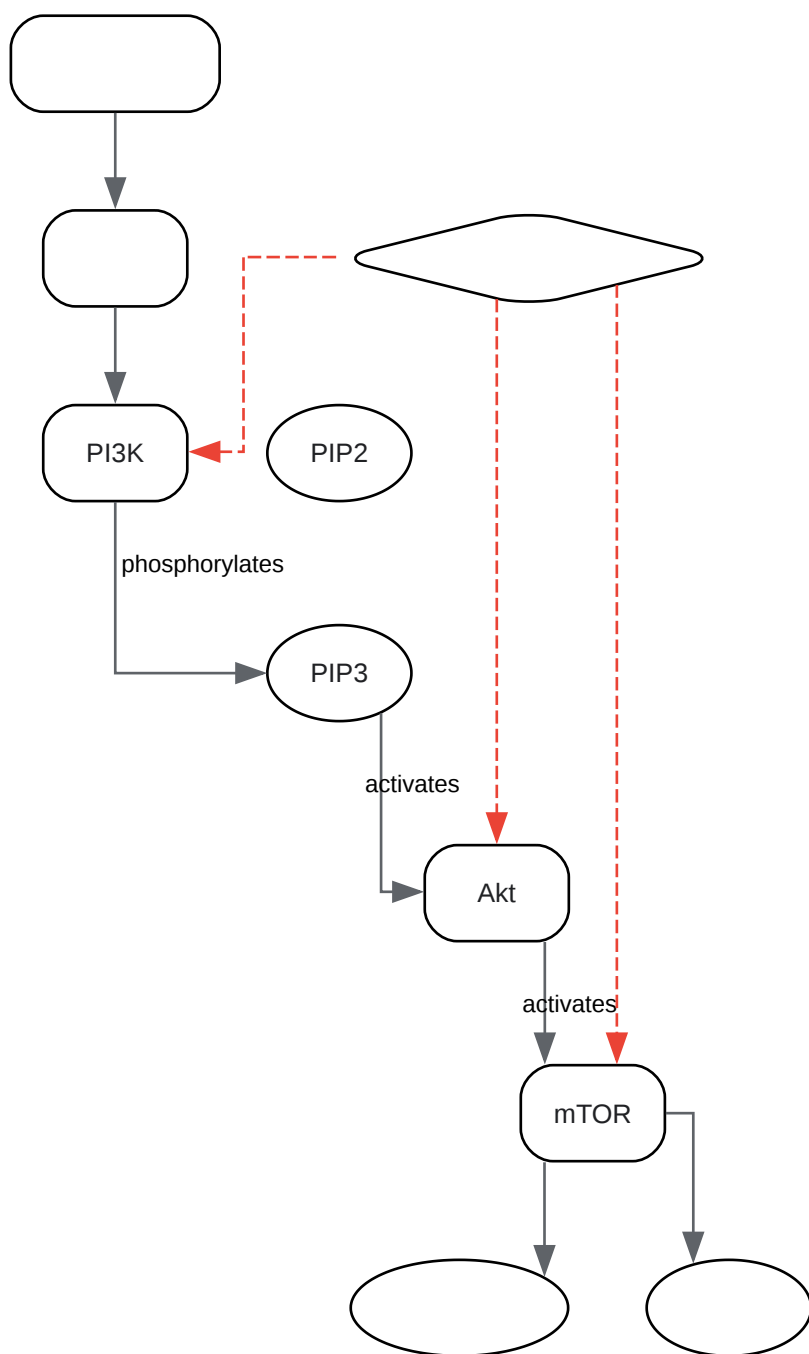 PI3K
PIP2
phosphorylates
PIP3
activates
Akt
activates
mTOR